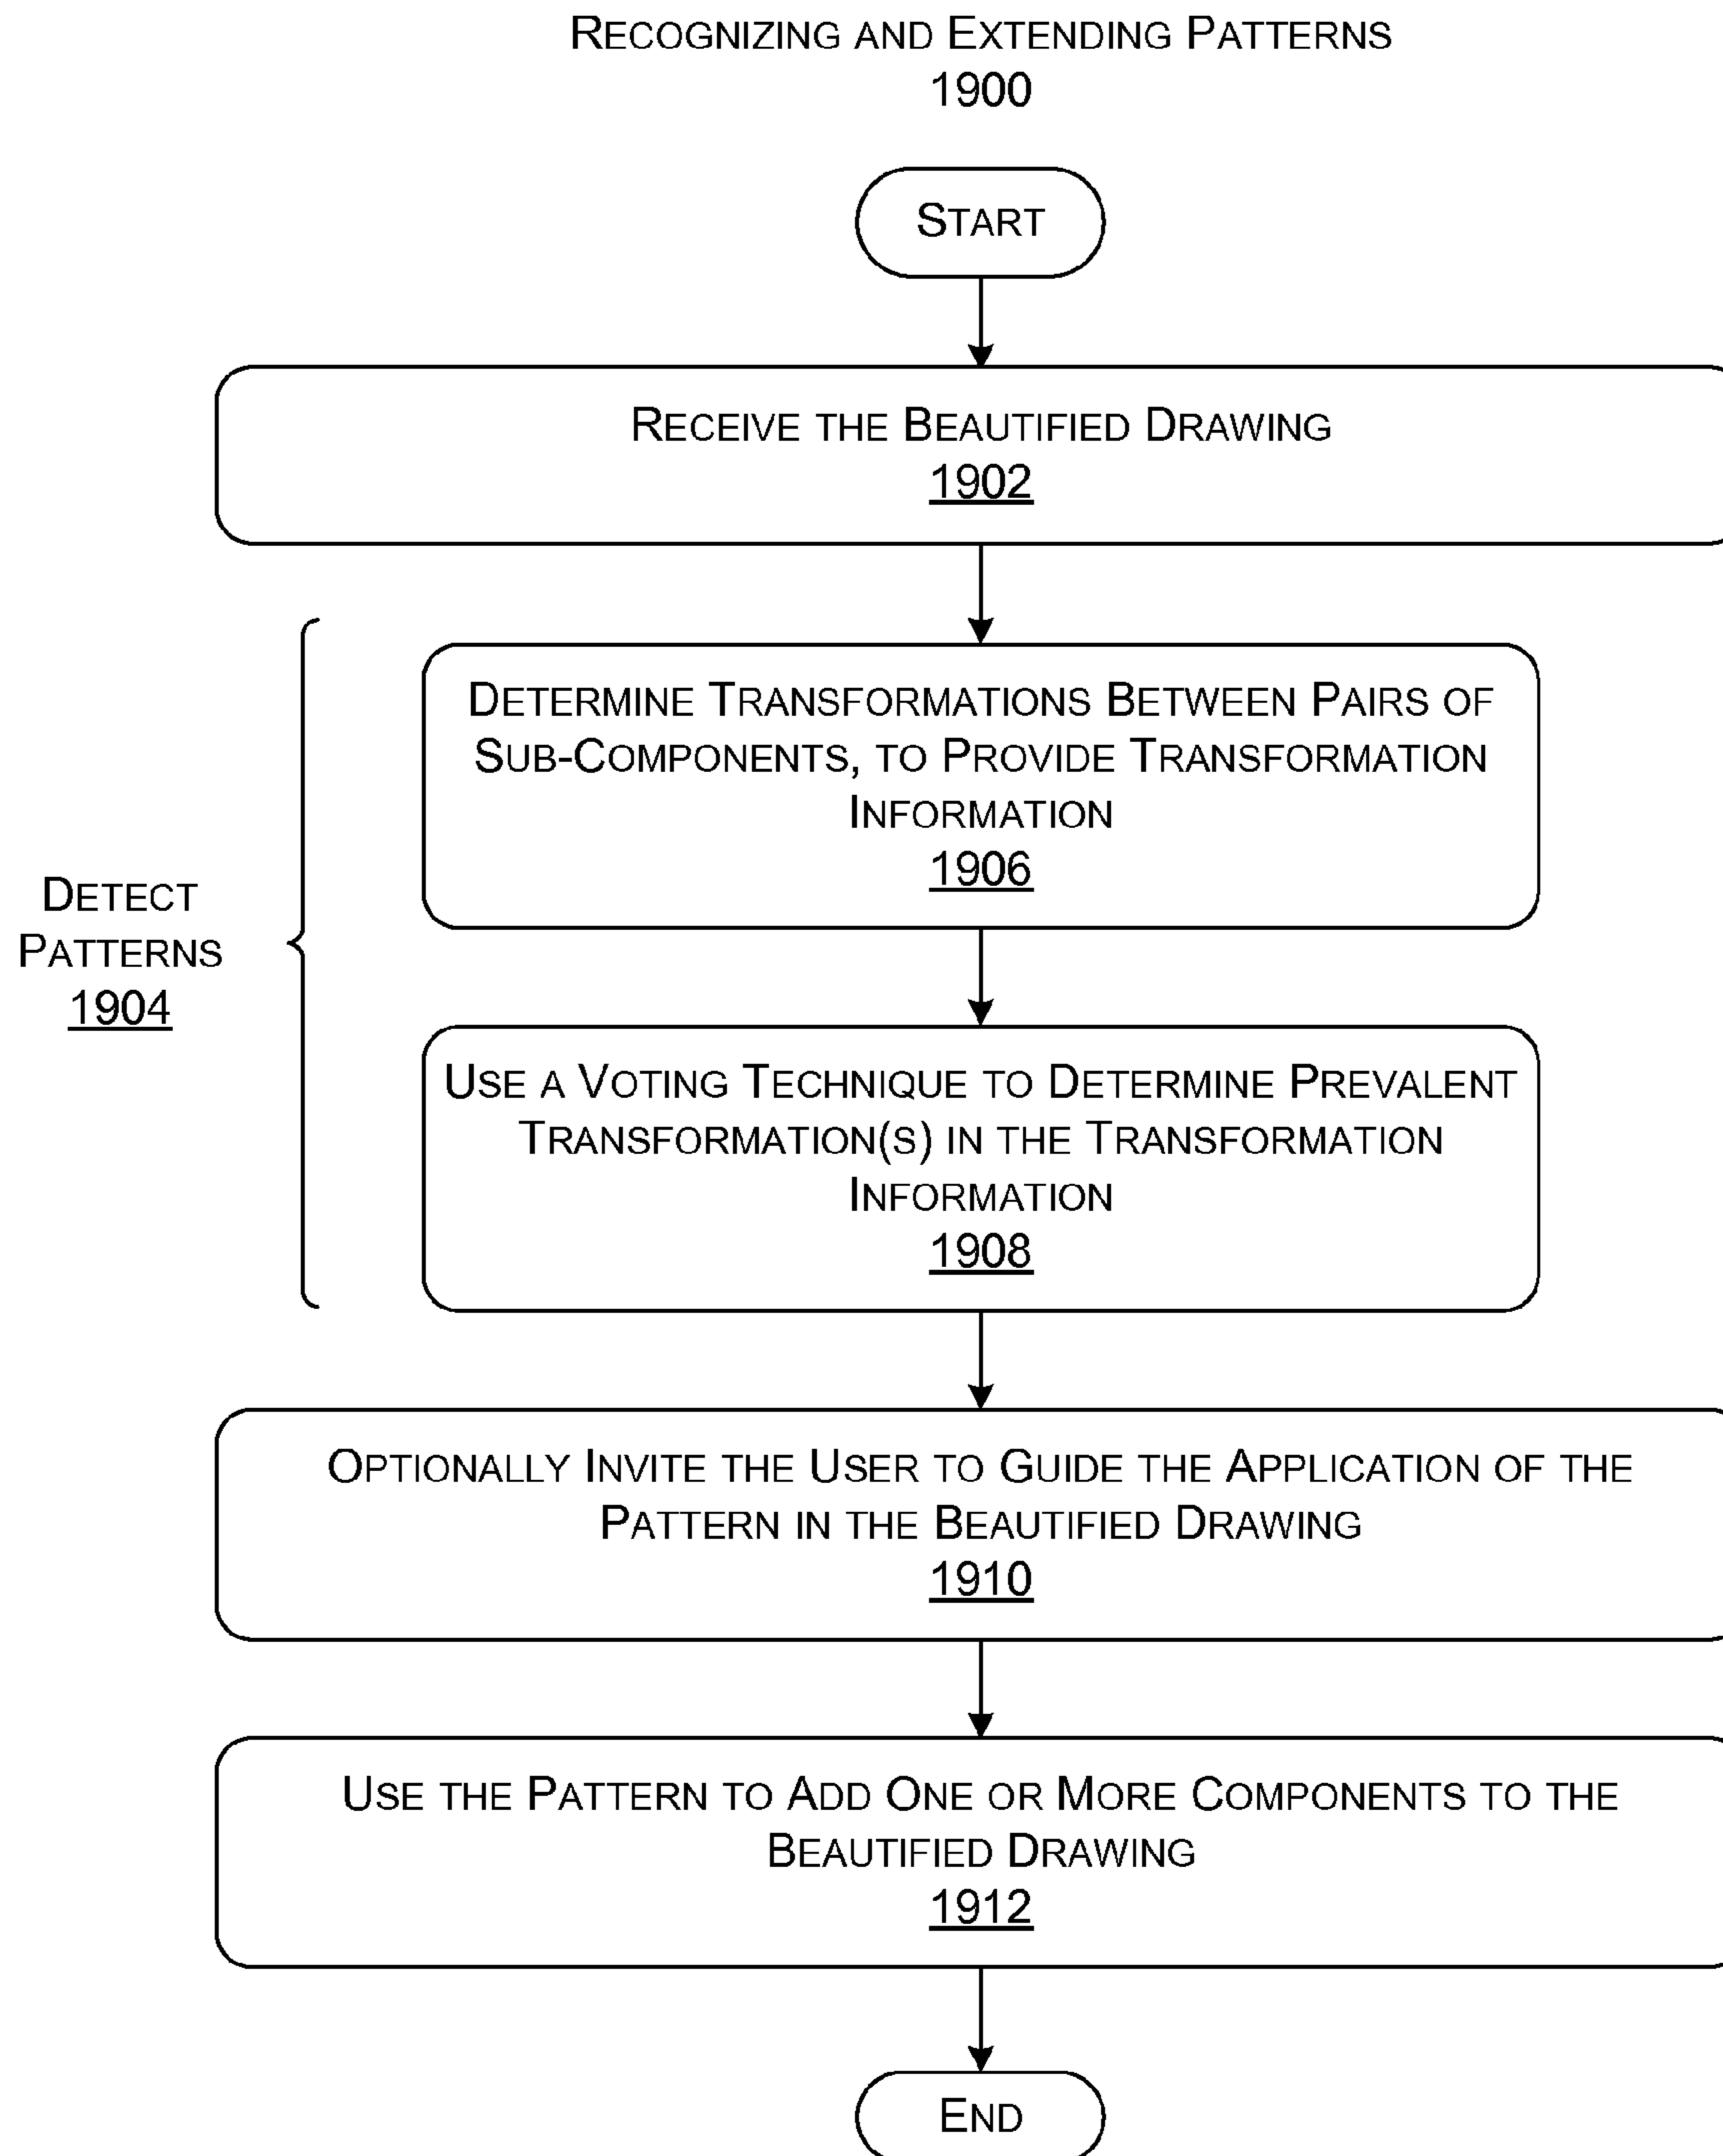 RECOGNIZING AND EXTENDING PATTERNS
1900
START
RECEIVE THE BEAUTIFIED DRAWING
1902
DETECT
PATTERNS
1904
DETERMINE TRANSFORMATIONS BETWEEN PAIRS OF
SUB-COMPONENTS, TO PROVIDE TRANSFORMATION
INFORMATION
1906
USE A VOTING TECHNIQUE TO DETERMINE PREVALENT
TRANSFORMATION(S) IN THE TRANSFORMATION
INFORMATION
1908
OPTIONALLY INVITE THE USER TO GUIDE THE APPLICATION OF THE
PATTERN IN THE BEAUTIFIED DRAWING
1910
USE THE PATTERN TO ADD ONE OR MORE COMPONENTS TO THE
BEAUTIFIED DRAWING
1912
END